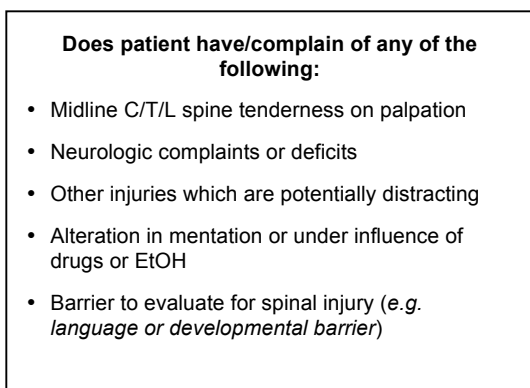 Does patient have/complain of any of the
following:
• Midline C/T/L spine tenderness on palpation
• Neurologic complaints or deficits
• Other injuries which are potentially distracting
• Alteration in mentation or under influence of
drugs or EtOH
• Barrier to evaluate for spinal injury (e.g.
language or developmental barrier)